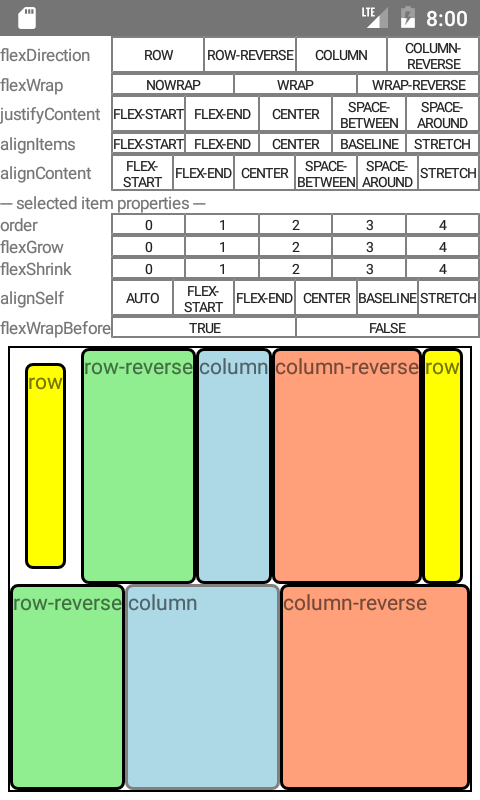 LTE 8:00
flexDirection ROW ROW-REVERSE COLUMN COLUMN-REVERSE
flexWrap NOWRAP WRAP WRAP-REVERSE
justifyContent FLEX-START FLEX-END CENTER SPACE-BETWEEN SPACE-AROUND
alignItems FLEX-START FLEX-END CENTER BASELINE STRETCH
alignContent FLEX-START FLEX-END CENTER SPACE-BETWEEN SPACE-AROUND STRETCH
— selected item properties —
order 0 1 2 3 4
flexGrow 0 1 2 3 4
flexShrink 0 1 2 3 4
alignSelf AUTO FLEX-START FLEX-END CENTER BASELINE STRETCH
flexWrapBefore TRUE FALSE
row row-reverse column column-reverse row
row-reverse column column-reverse